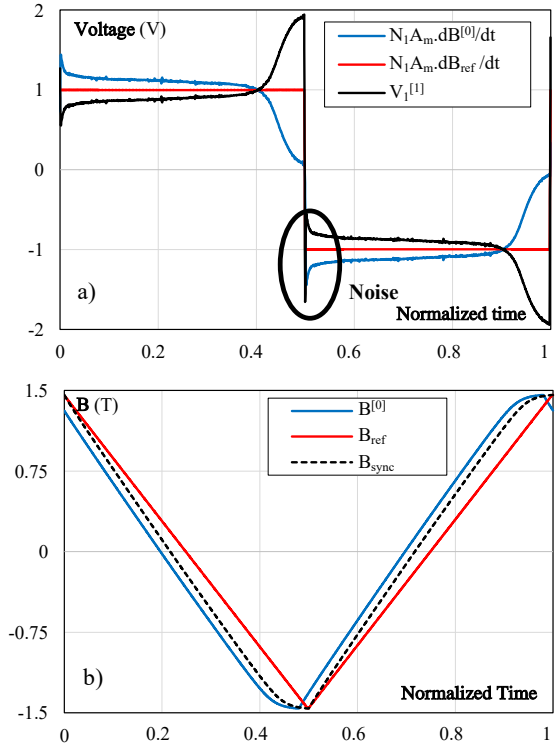 2
Voltage (V)
N₁Aₘ.dB[0]/dt
N₁Aₘ.dBref/dt
V₁[1]
1
0
-1
a)
Noise
Normalized time
-2
0
0.2
0.4
0.6
0.8
1
1.5
B (T)
B[0]
Bref
Bsync
0.75
0
-0.75
b)
Normalized Time
-1.5
0
0.2
0.4
0.6
0.8
1